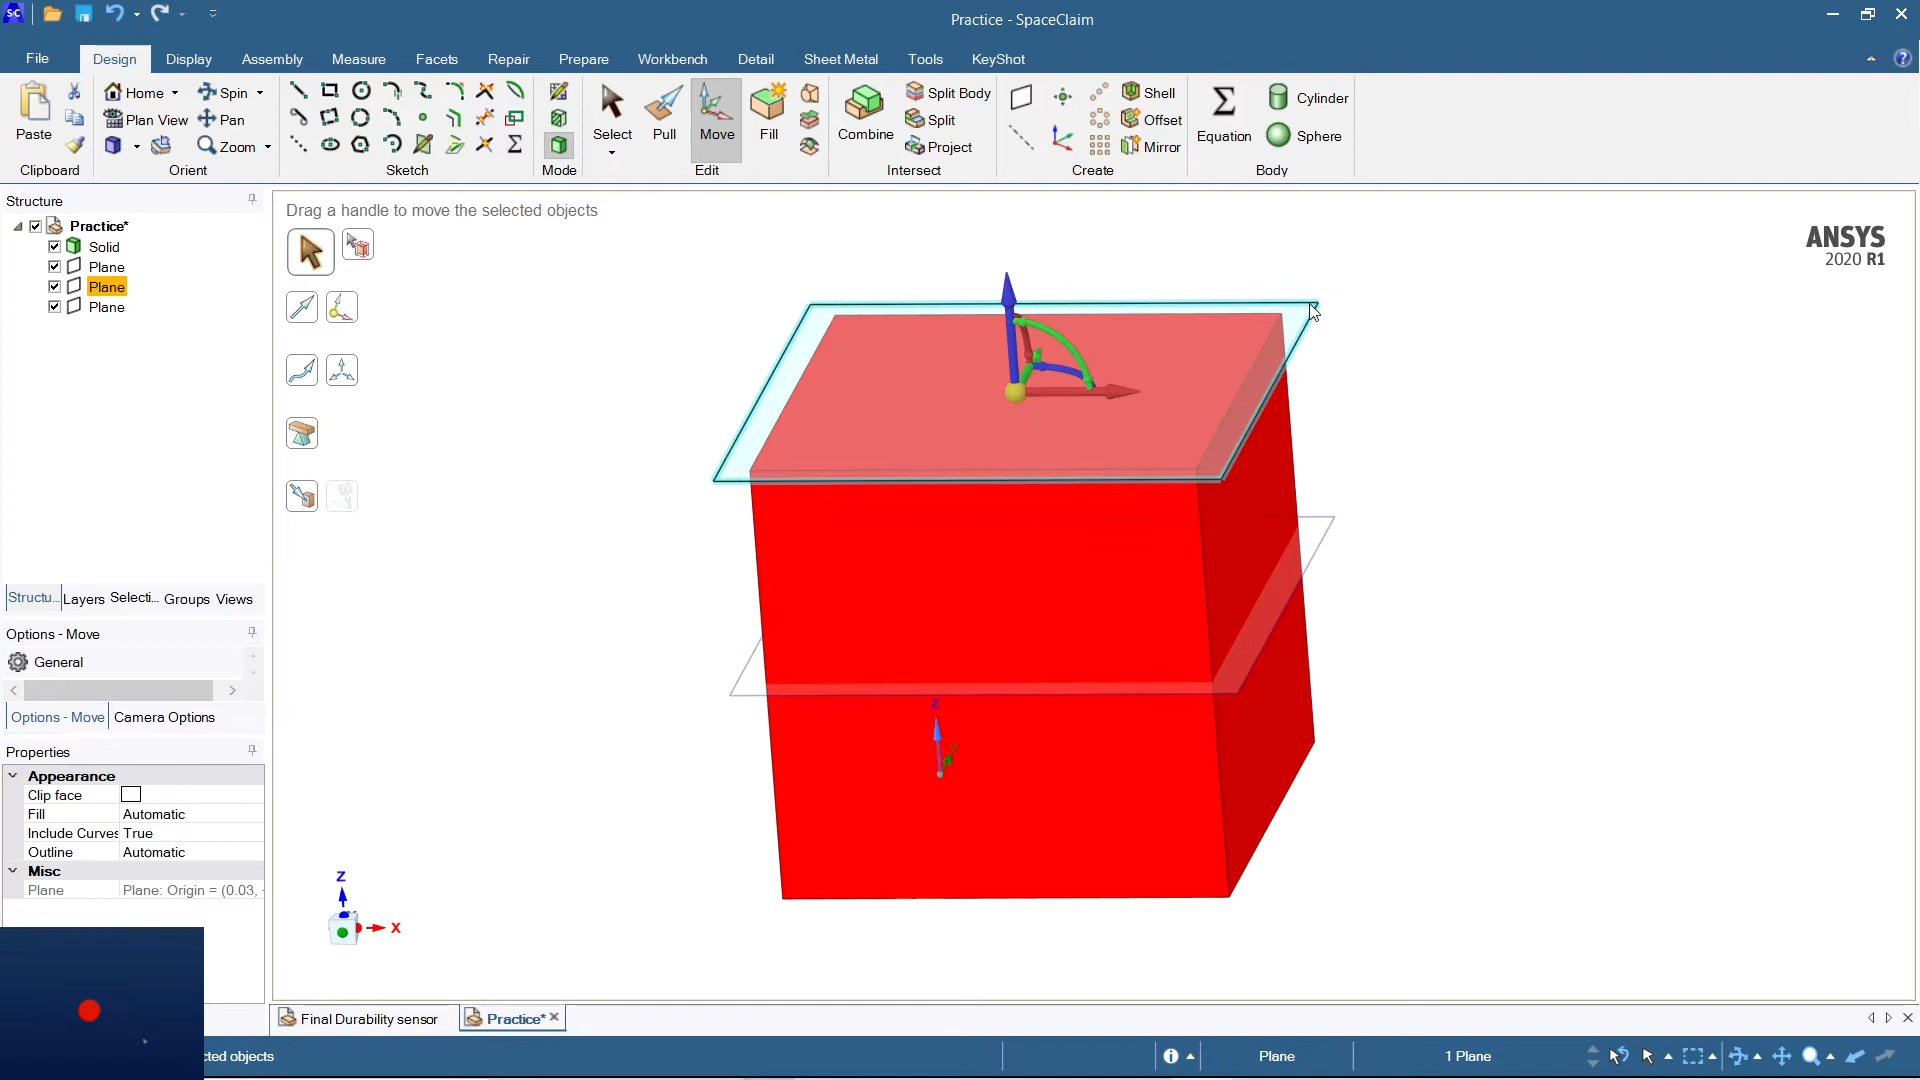 SC
Practice - SpaceClaim
File
Design
Display
Assembly
Measure
Facets
Repair
Prepare
Workbench
Detail
Sheet Metal
Tools
KeyShot
?
Paste
Clipboard
Home
Spin
Plan View
Pan
Zoom
Orient
Sketch
Mode
Select
Pull
Move
Fill
Edit
Combine
Split Body
Split
Project
Intersect
Shell
Offset
Mirror
Create
Equation
Cylinder
Sphere
Body
Structure
Practice*
Solid
Plane
Plane
Plane
Structu...
Layers
Selecti...
Groups
Views
Options - Move
General
Options - Move
Camera Options
Properties
Appearance
Clip face
Fill Automatic
Include Curves True
Outline Automatic
Misc
Plane Plane: Origin = (0.03, -
Drag a handle to move the selected objects
ANSYS
2020 R1
Z
Y
Z
X
Final Durability sensor
Practice*
cted objects
Plane
1 Plane